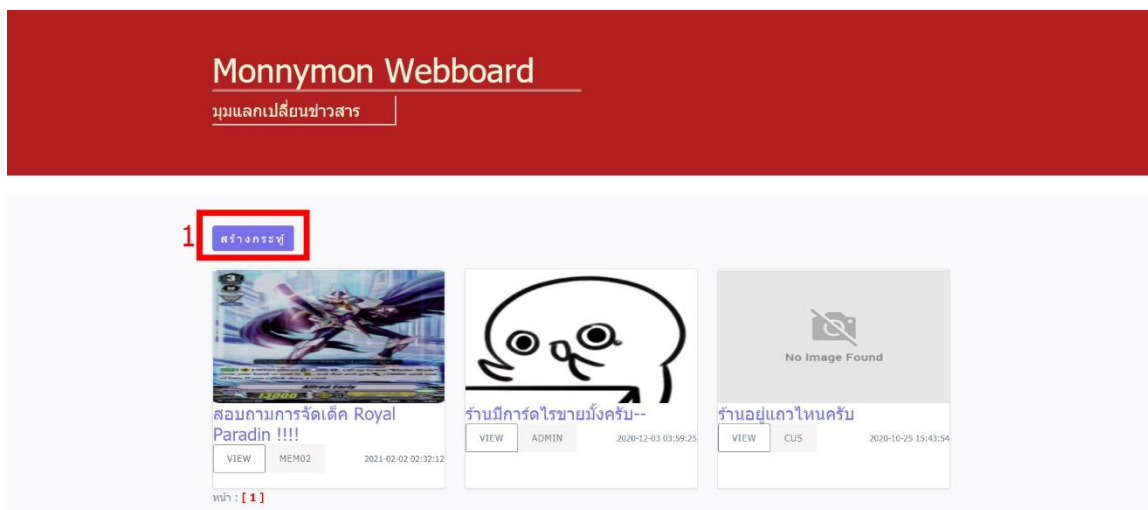 Monnymon Webboard
มุมแลกเปลี่ยนข่าวสาร
1
สร้างกระทู้
3
Alfred Early
13000
No Image Found
สอบถามการจัดเด็ค Royal
Paradin !!!!
VIEW MEM02 2021-02-02 02:32:12
ร้านมีการ์ดไรขายมั้งครับ--
VIEW ADMIN 2020-12-03 03:59:25
ร้านอยู่แถวไหนครับ
VIEW CUS 2020-10-25 15:43:54
หน้า : [ 1 ]